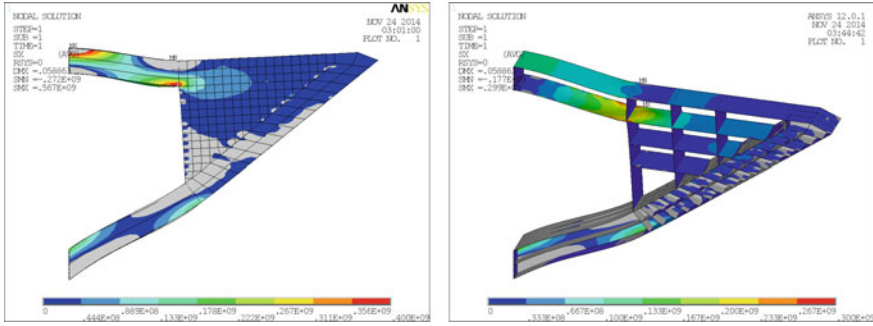 ANSYS
NODAL SOLUTION
NOV 24 2014
03:01:00
PLOT NO. 1
STEP=1
SUB =1
TIME=1
SX (AVG)
RSYS=0
DMX =.05886
SMN =-.272E+09
SMX =.567E+09
MN
0 .889E+08 .178E+09 .267E+09 .356E+09
.444E+08 .133E+09 .222E+09 .311E+09 .400E+09
NODAL SOLUTION
ANSYS 12.0.1
NOV 24 2014
03:44:42
PLOT NO. 1
STEP=1
SUB =1
TIME=1
SX (AVG)
RSYS=0
DMX =.05886
SMN =-.177E+09
SMX =.299E+09
0 .667E+08 .133E+09 .200E+09 .267E+09
.333E+08 .100E+09 .167E+09 .233E+09 .300E+09